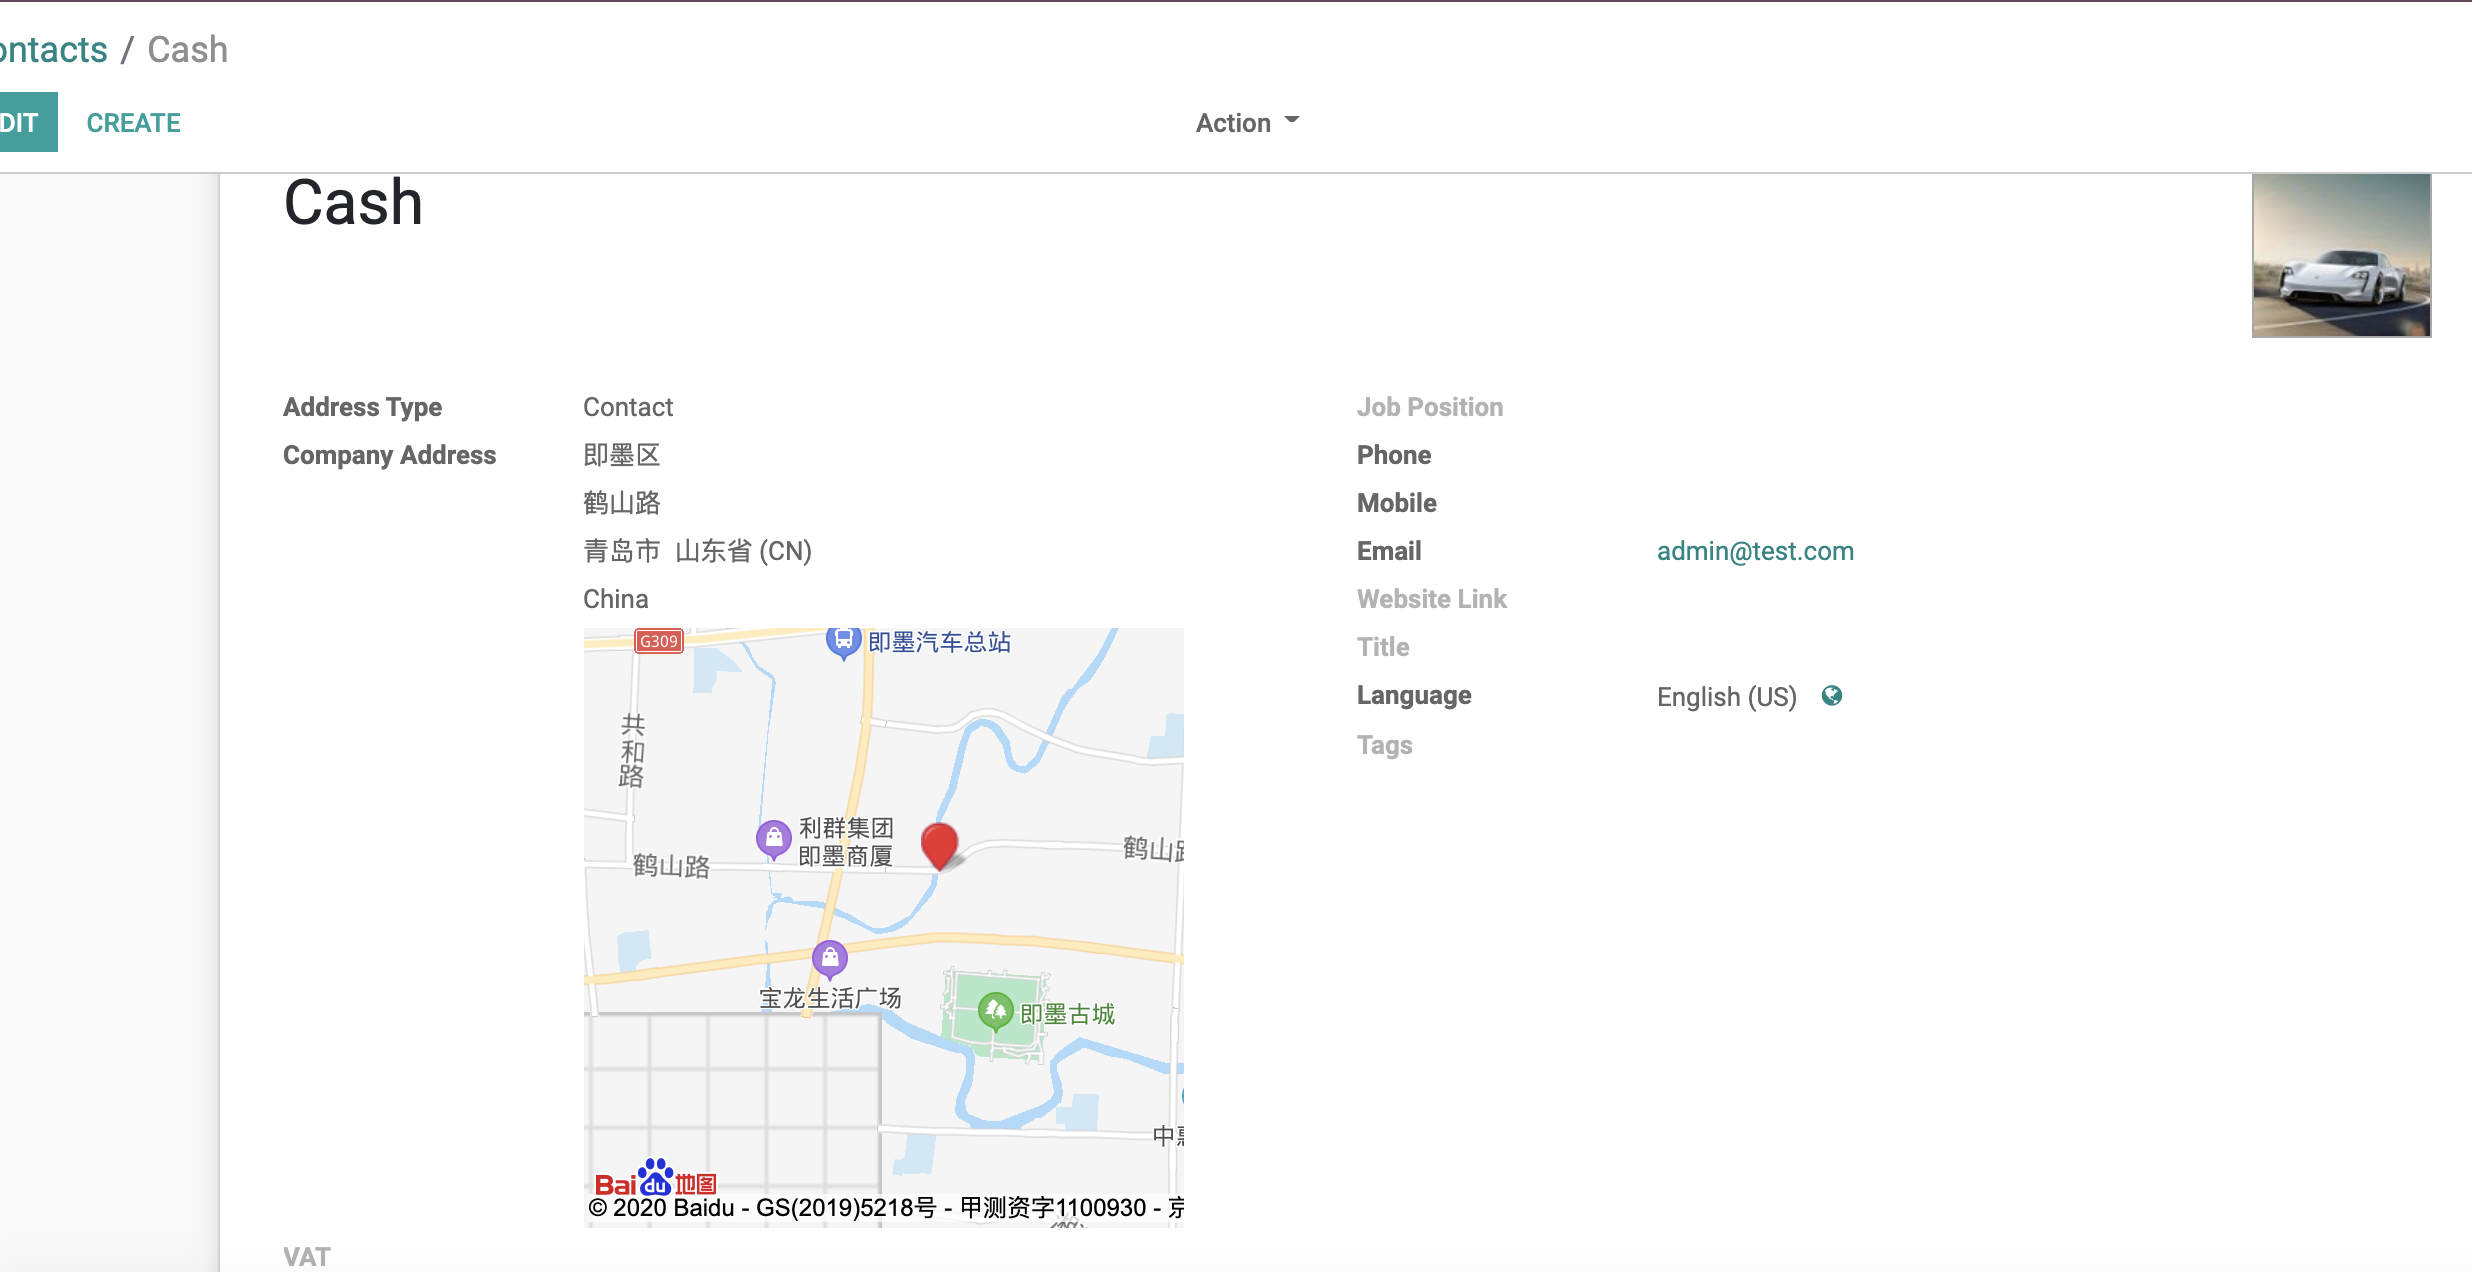 ontacts / Cash
DIT CREATE Action
Cash
Address Type Contact
Company Address 即墨区
鹤山路
青岛市 山东省 (CN)
China
Job Position
Phone
Mobile
Email admin@test.com
Website Link
Title
Language English (US)
Tags
G309
即墨汽车总站
共和路
利群集团
即墨商厦
鹤山路
鹤山
宝龙生活广场
即墨古城
中
Bai du 地图
© 2020 Baidu - GS(2019)5218号 - 甲测资字1100930 - 京
VAT